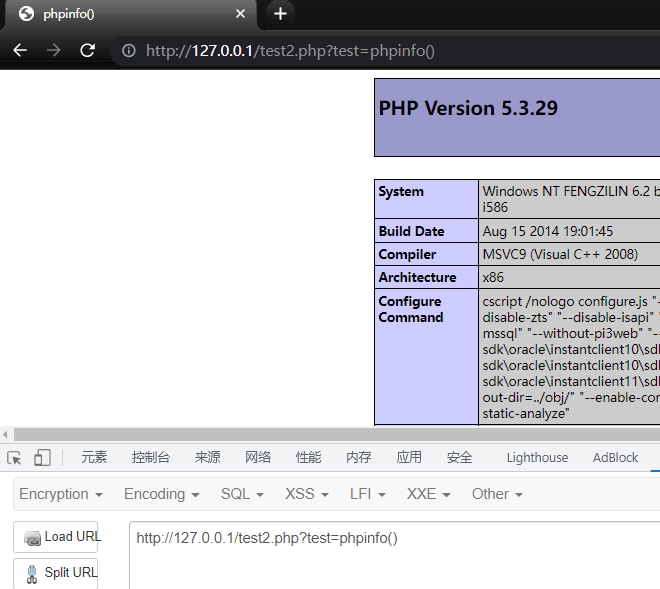 phpinfo()
http://127.0.0.1/test2.php?test=phpinfo()
PHP Version 5.3.29
System
Windows NT FENGZILIN 6.2 b
i586
Build Date
Aug 15 2014 19:01:45
Compiler
MSVC9 (Visual C++ 2008)
Architecture
x86
Configure
Command
cscript /nologo configure.js "-
disable-zts" "--disable-isapi" "
mssql" "--without-pi3web" "--
sdk\oracle\instantclient10\sdl
sdk\oracle\instantclient10\sdl
sdk\oracle\instantclient11\sdl
out-dir=../obj/" "--enable-cor
static-analyze"
元素 控制台 来源 网络 性能 内存 应用 安全 Lighthouse AdBlock
Encryption Encoding SQL XSS LFI XXE Other
Load URL
http://127.0.0.1/test2.php?test=phpinfo()
Split URL